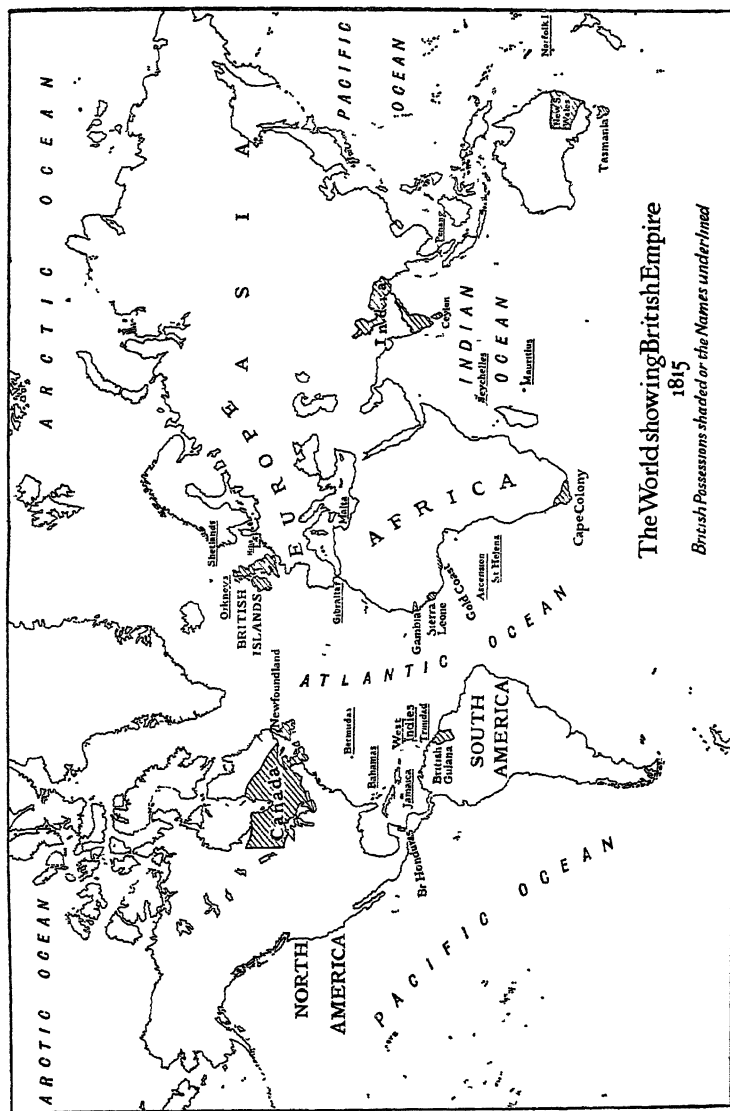 ARCTIC OCEAN
ARCTIC OCEAN
NORTH
AMERICA
Canada
Newfoundland
PACIFIC OCEAN
Br Honduras
Jamaica
Bahamas
Bermudas
West
Indies
Trinidad
British
Guiana
SOUTH
AMERICA
ATLANTIC OCEAN
Orkneys
Shetlands
BRITISH
ISLANDS
EUROPE
ASIA
Gibraltar
Malta
AFRICA
Gambia
Sierra
Leone
Gold Coast
Ascension
St Helena
Cape Colony
India
Ceylon
INDIAN
OCEAN
Seychelles
Mauritius
Penang
PACIFIC
OCEAN
New S.
Wales
Tasmania
Norfolk I
The World showing British Empire
1815
British Possessions shaded or the Names underlined